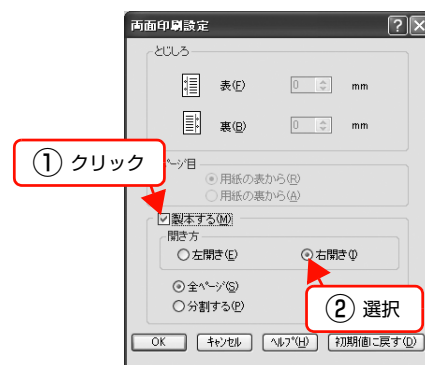 両面印刷設定
とじしろ
表(F) 0 mm
裏(B) 0 mm
① クリック
ページ目
用紙の表から(R)
用紙の裏から(A)
製本する(M)
開き方
左開き(E) 右開き(I)
全ページ(S)
分割する(P)
② 選択
OK キャンセル ヘルプ(H) 初期値に戻す(D)